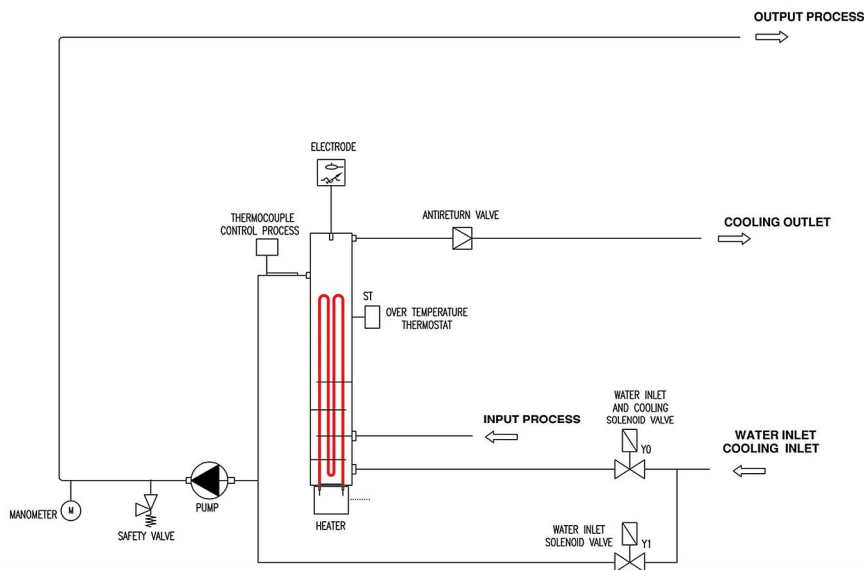 OUTPUT PROCESS
ELECTRODE
THERMOCOUPLE
CONTROL PROCESS
ANTIRETURN VALVE
COOLING OUTLET
ST
OVER TEMPERATURE
THERMOSTAT
INPUT PROCESS
WATER INLET
AND COOLING
SOLENOID VALVE
Y0
WATER INLET
COOLING INLET
MANOMETER
M
SAFETY VALVE
PUMP
HEATER
WATER INLET
SOLENOID VALVE
Y1